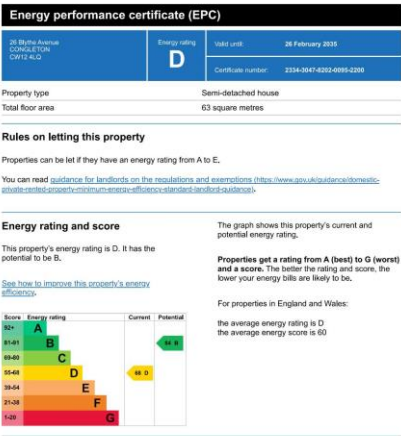 Energy performance certificate (EPC)
26 Blythe Avenue
CONGLETON
CW12 4LQ
Energy rating
D
Valid until:
26 February 2035
Certificate number:
2334-3047-8202-0095-2200
Property type
Semi-detached house
Total floor area
63 square metres
Rules on letting this property
Properties can be let if they have an energy rating from A to E.
You can read guidance for landlords on the regulations and exemptions (https://www.gov.uk/guidance/domestic-
private-rented-property-minimum-energy-efficiency-standard-landlord-guidance).
Energy rating and score
This property's energy rating is D. It has the
potential to be B.
See how to improve this property's energy
efficiency.
Score Energy rating Current Potential
92+ A
81-91 B 84 B
69-80 C
55-68 D 68 D
39-54 E
21-38 F
1-20 G
The graph shows this property's current and
potential energy rating.
Properties get a rating from A (best) to G (worst)
and a score. The better the rating and score, the
lower your energy bills are likely to be.
For properties in England and Wales:
the average energy rating is D
the average energy score is 60